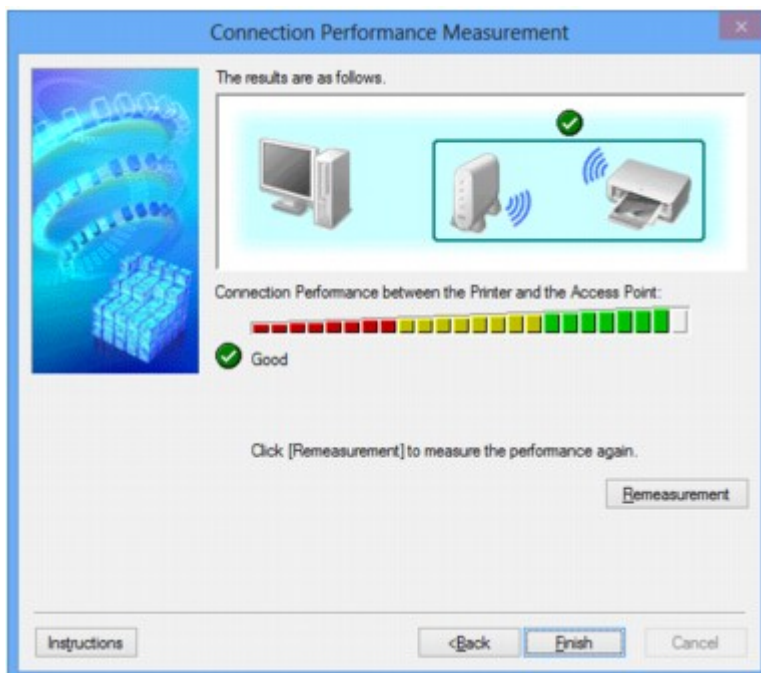 Connection Performance Measurement
The results are as follows.
Connection Performance between the Printer and the Access Point:
Good
Click [Remeasurement] to measure the performance again.
Remeasurement
Instructions
<Back
Finish
Cancel